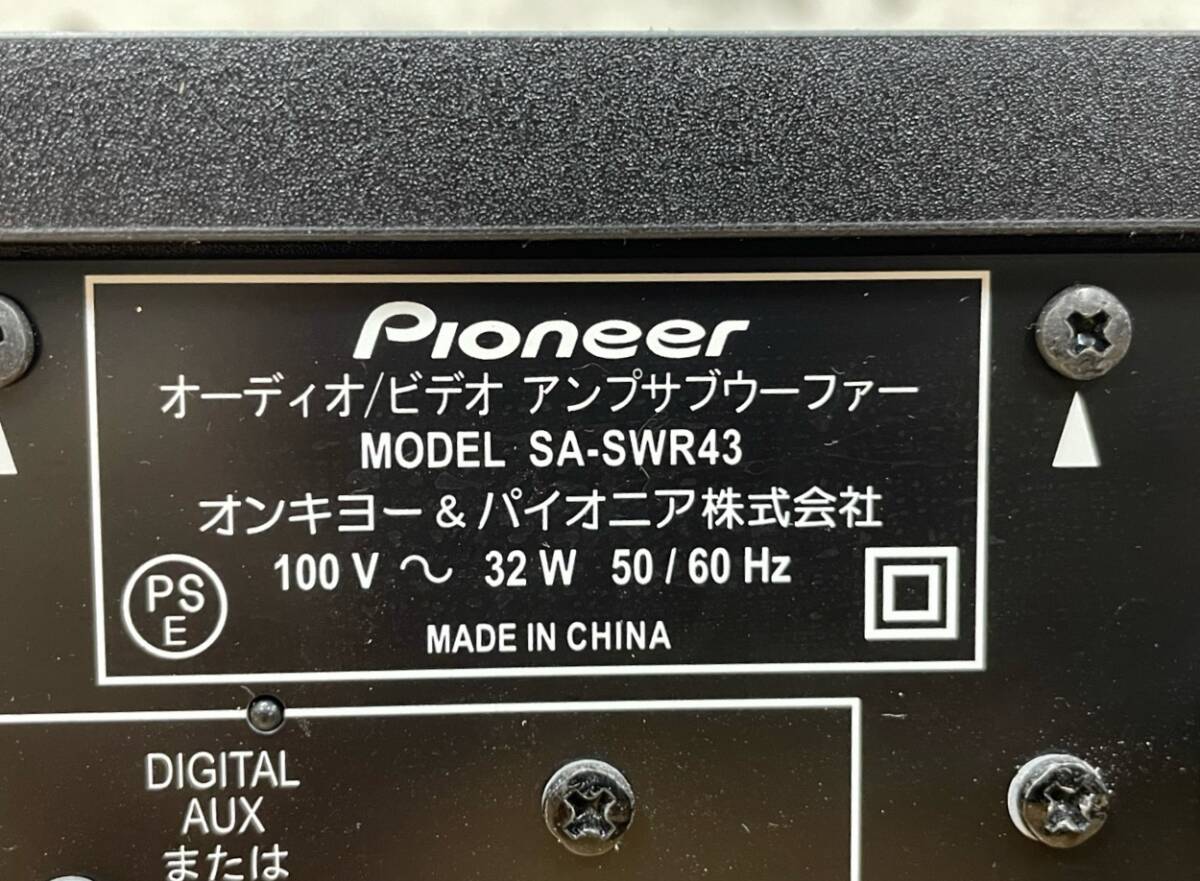 Pioneer
オーディオ/ビデオ アンプサブウーファー
MODEL SA-SWR43
オンキヨー & パイオニア株式会社
100 V ～ 32 W 50 / 60 Hz
PS
E
MADE IN CHINA
DIGITAL
AUX
または